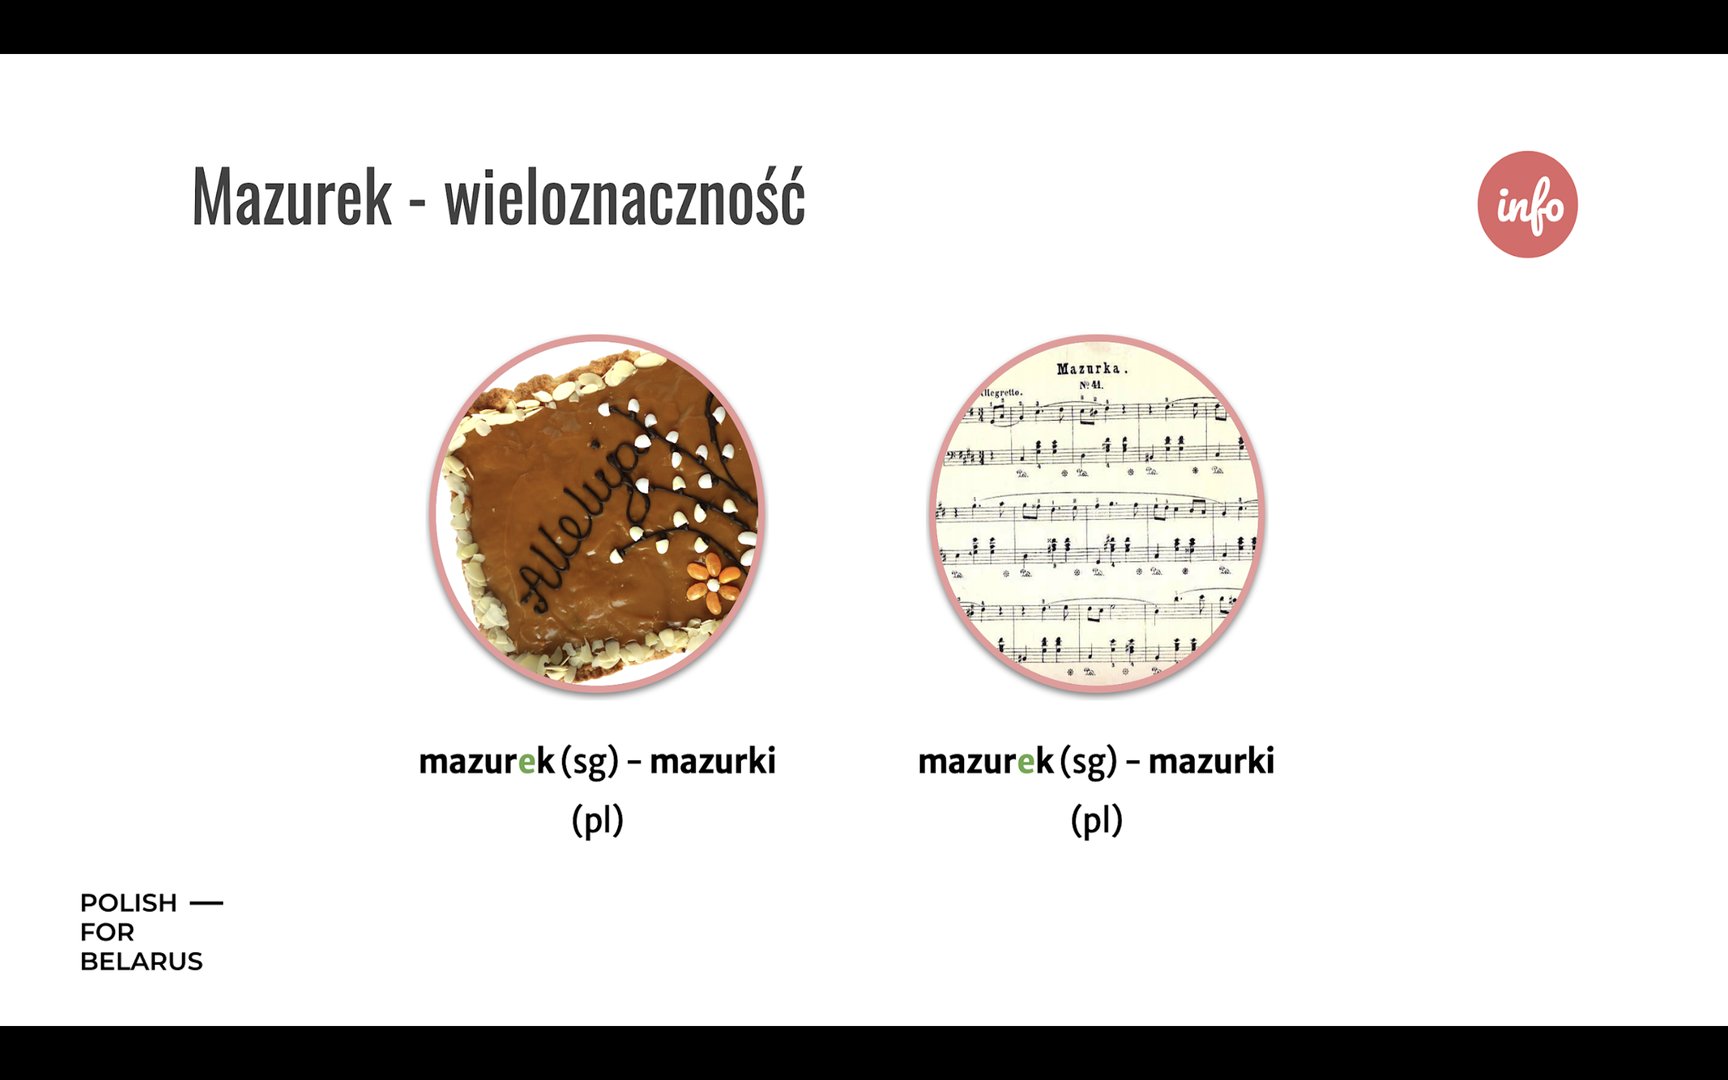 Mazurek - wieloznaczność
info
Alleluja
Mazurka.
№ 41.
Allegretto.
mazurek (sg) - mazurki
(pl)
mazurek (sg) - mazurki
(pl)
POLISH —
FOR
BELARUS